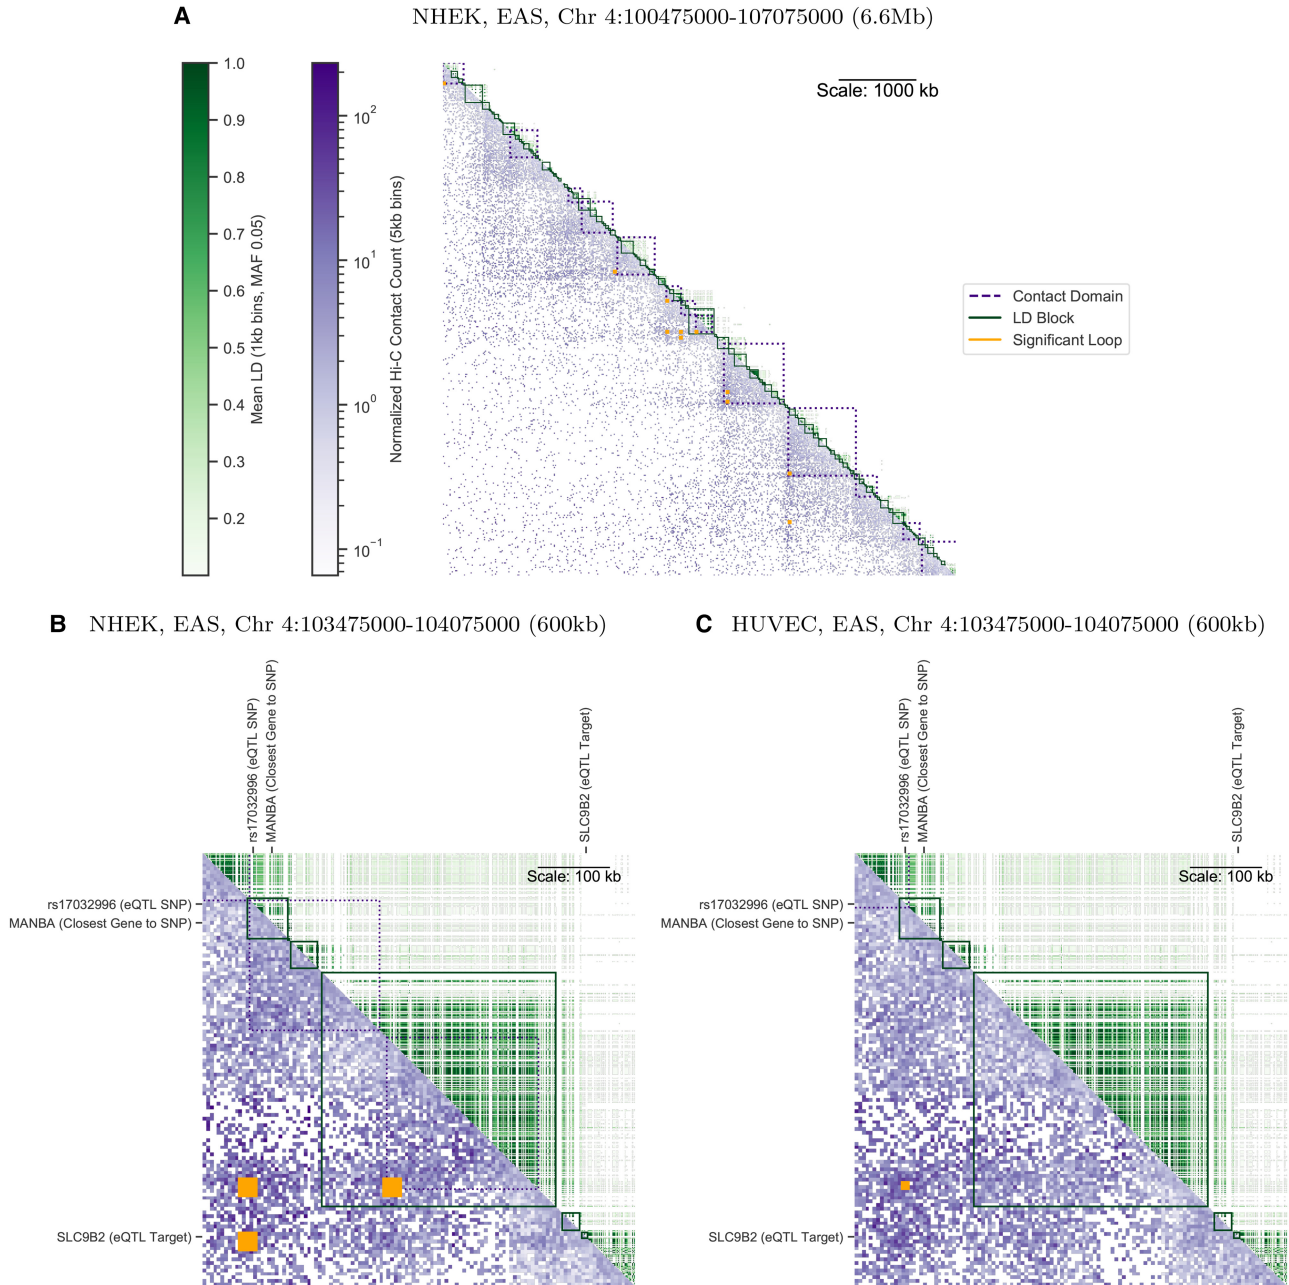 A
NHEK, EAS, Chr 4:100475000-107075000 (6.6Mb)
1.0
0.9
0.8
0.7
0.6
0.5
0.4
0.3
0.2
Mean LD (1kb bins, MAF 0.05)
10²
10¹
10⁰
10⁻¹
Normalized Hi-C Contact Count (5kb bins)
Scale: 1000 kb
Contact Domain
LD Block
Significant Loop
B
NHEK, EAS, Chr 4:103475000-104075000 (600kb)
rs17032996 (eQTL SNP)
MANBA (Closest Gene to SNP)
SLC9B2 (eQTL Target)
Scale: 100 kb
rs17032996 (eQTL SNP)
MANBA (Closest Gene to SNP)
SLC9B2 (eQTL Target)
C
HUVEC, EAS, Chr 4:103475000-104075000 (600kb)
rs17032996 (eQTL SNP)
MANBA (Closest Gene to SNP)
SLC9B2 (eQTL Target)
Scale: 100 kb
rs17032996 (eQTL SNP)
MANBA (Closest Gene to SNP)
SLC9B2 (eQTL Target)